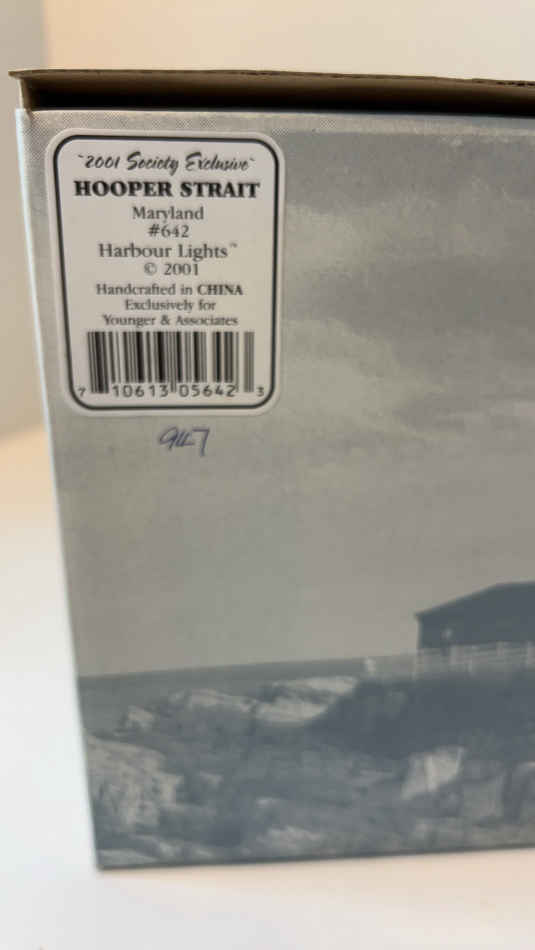 ~2001 Society Exclusive~
HOOPER STRAIT
Maryland
#642
Harbour Lights™
© 2001
Handcrafted in CHINA
Exclusively for
Younger & Associates
7 10613 05642 3
947